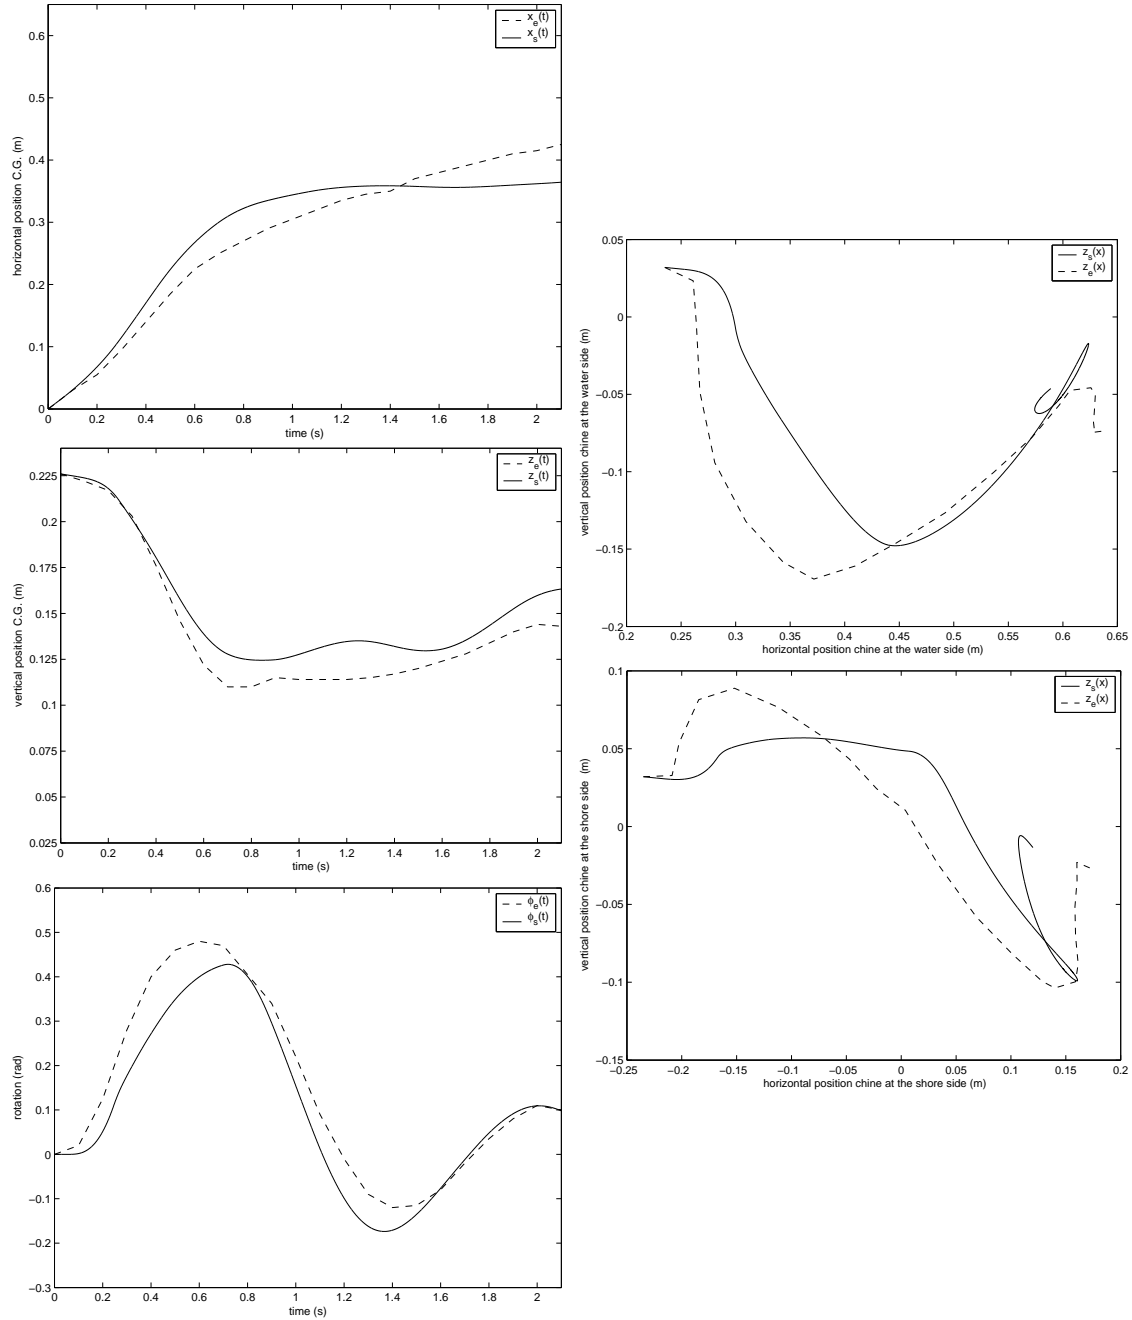 x_e(t)
x_s(t)
0.6
0.5
0.4
0.3
0.2
0.1
0
horizontal position C.G. (m)
0 0.2 0.4 0.6 0.8 1 1.2 1.4 1.6 1.8 2
time (s)
z_e(t)
z_s(t)
0.225
0.2
0.175
0.15
0.125
0.1
0.075
0.05
0.025
vertical position C.G. (m)
0 0.2 0.4 0.6 0.8 1 1.2 1.4 1.6 1.8 2
time (s)
ϕ_e(t)
ϕ_s(t)
0.6
0.5
0.4
0.3
0.2
0.1
0
−0.1
−0.2
−0.3
rotation (rad)
0 0.2 0.4 0.6 0.8 1 1.2 1.4 1.6 1.8 2
time (s)
z_s(x)
z_e(x)
0.05
0
−0.05
−0.1
−0.15
−0.2
vertical position chine at the water side (m)
0.2 0.25 0.3 0.35 0.4 0.45 0.5 0.55 0.6 0.65
horizontal position chine at the water side (m)
z_s(x)
z_e(x)
0.1
0.05
0
−0.05
−0.1
−0.15
vertical position chine at the shore side (m)
−0.25 −0.2 −0.15 −0.1 −0.05 0 0.05 0.1 0.15 0.2
horizontal position chine at the shore side (m)